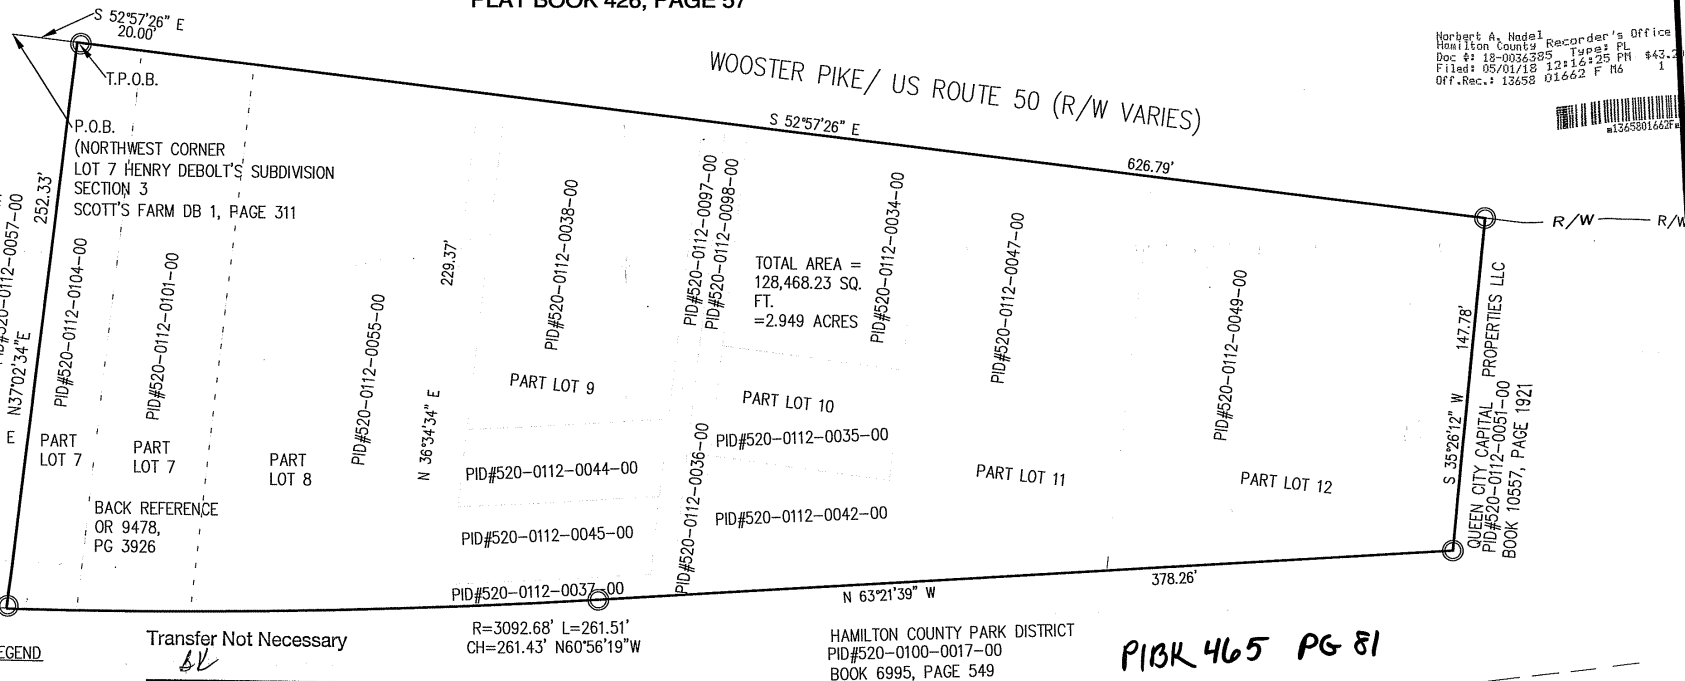 PLAT BOOK 426, PAGE 57
S 52°57'26" E
20.00'
T.P.O.B.
P.O.B.
(NORTHWEST CORNER
LOT 7 HENRY DEBOLT'S SUBDIVISION
SECTION 3
SCOTT'S FARM DB 1, PAGE 311
WOOSTER PIKE/ US ROUTE 50 (R/W VARIES)
S 52°57'26" E
626.79'
Norbert A. Nadel
Hamilton County Recorder's Office
Doc #: 18-0036385 Type: PL
Filed: 05/01/18 12:16:25 PM $43.2
Off.Rec.: 13658 01662 F M6 1
1365801662F
R/W R/W
252.33'
N37°02'34"E
E
PID#520-0112-0057-00
PID#520-0112-0104-00
PID#520-0112-0101-00
PID#520-0112-0055-00
229.37'
N 36°34'34" E
PID#520-0112-0038-00
PID#520-0112-0097-00
PID#520-0112-0098-00
TOTAL AREA =
128,468.23 SQ.
FT.
=2.949 ACRES
PID#520-0112-0034-00
PID#520-0112-0047-00
PID#520-0112-0049-00
147.78'
S 35°26'12" W
QUEEN CITY CAPITAL PROPERTIES LLC
PID#520-0112-0051-00
BOOK 10557, PAGE 1921
PART
LOT 7
PART
LOT 7
PART
LOT 8
PART LOT 9
PART LOT 10
PART LOT 11
PART LOT 12
PID#520-0112-0035-00
PID#520-0112-0044-00
PID#520-0112-0036-00
PID#520-0112-0042-00
PID#520-0112-0045-00
PID#520-0112-0037-00
BACK REFERENCE
OR 9478,
PG 3926
N 63°21'39" W
378.26'
R=3092.68' L=261.51'
CH=261.43' N60°56'19"W
HAMILTON COUNTY PARK DISTRICT
PID#520-0100-0017-00
BOOK 6995, PAGE 549
PlBK 465 PG 81
Transfer Not Necessary
EGEND